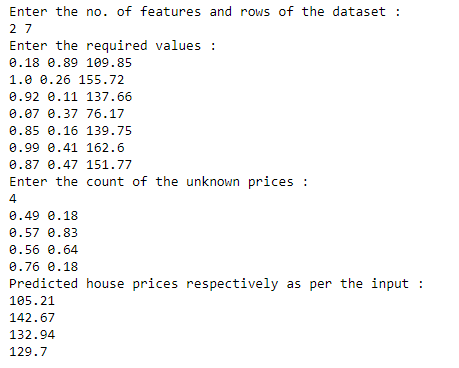 Enter the no. of features and rows of the dataset :
2 7
Enter the required values :
0.18 0.89 109.85
1.0 0.26 155.72
0.92 0.11 137.66
0.07 0.37 76.17
0.85 0.16 139.75
0.99 0.41 162.6
0.87 0.47 151.77
Enter the count of the unknown prices :
4
0.49 0.18
0.57 0.83
0.56 0.64
0.76 0.18
Predicted house prices respectively as per the input :
105.21
142.67
132.94
129.7